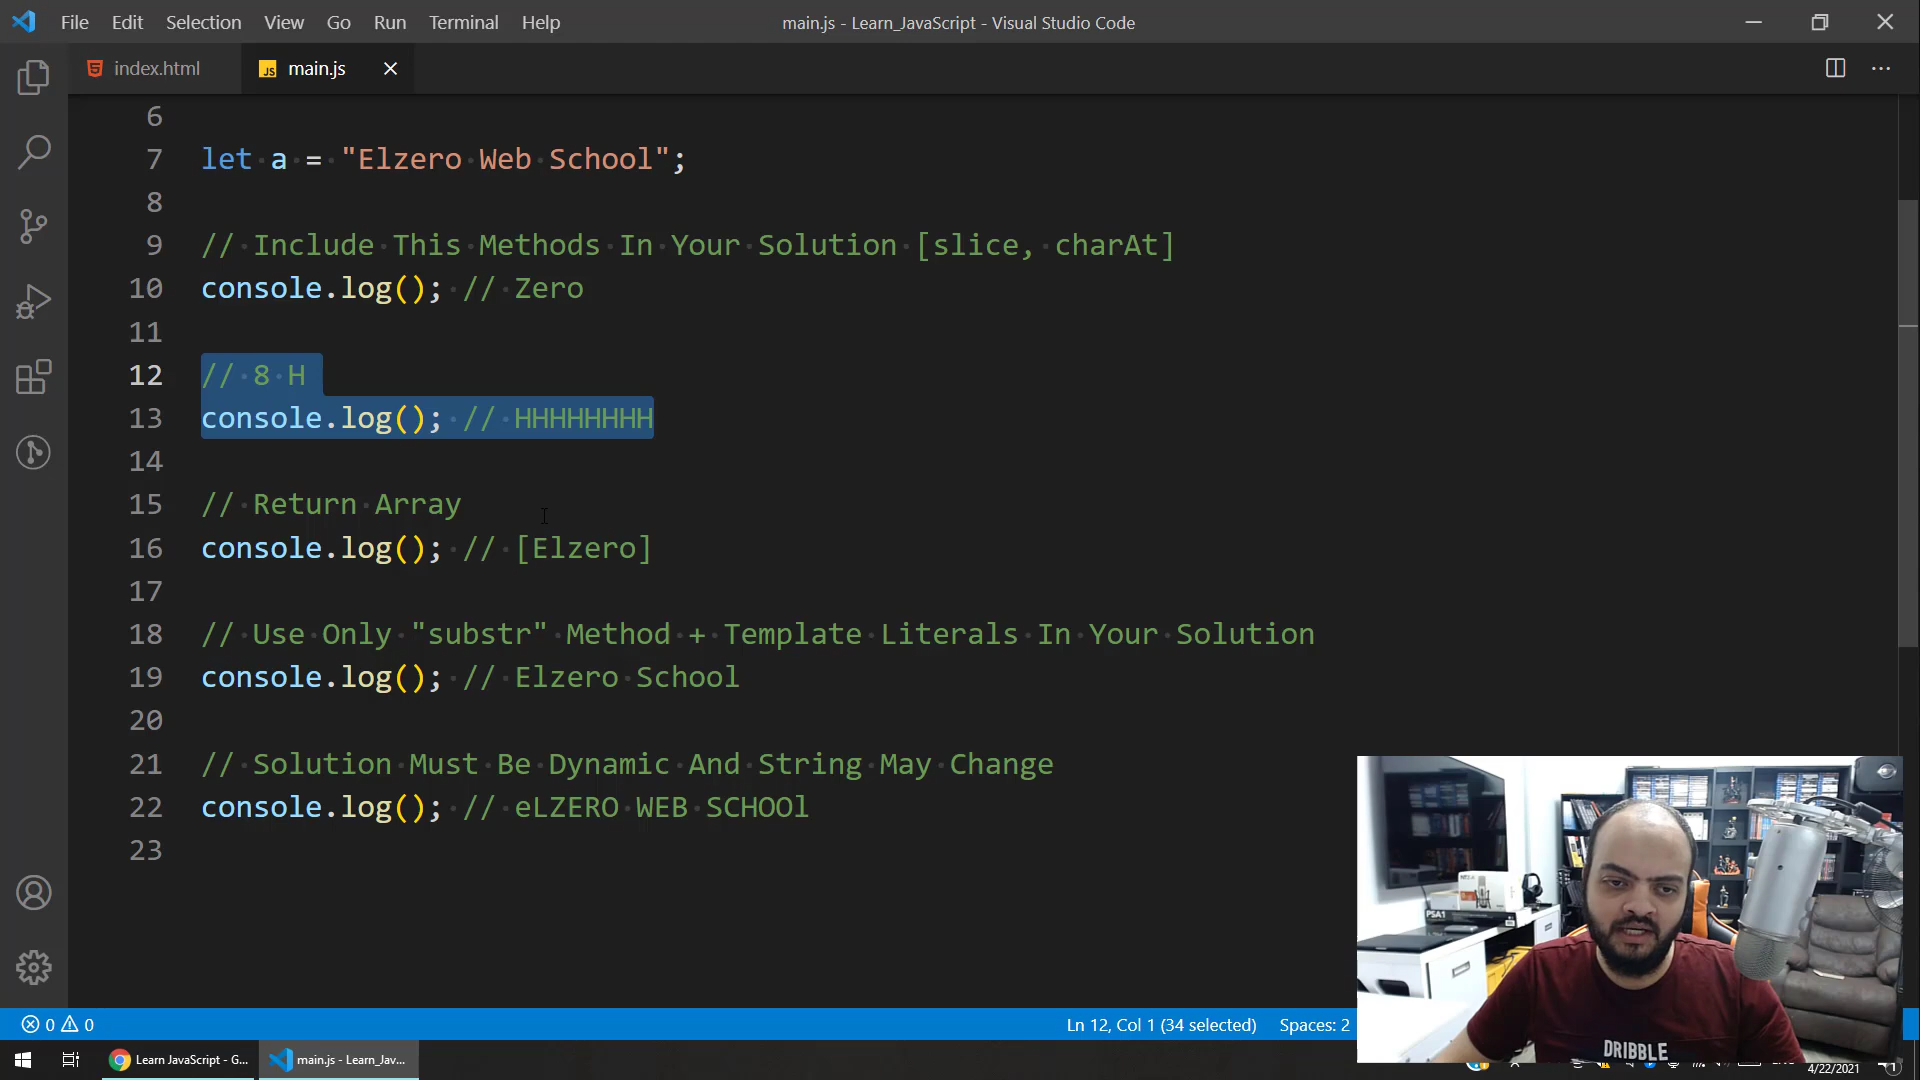 File Edit Selection View Go Run Terminal Help
main.js - Learn_JavaScript - Visual Studio Code
index.html
JS main.js
6
7 let a = "Elzero Web School";
8
9 // Include This Methods In Your Solution [slice, charAt]
10 console.log(); // Zero
11
12 // 8 H
13 console.log(); // HHHHHHHH
14
15 // Return Array
16 console.log(); // [Elzero]
17
18 // Use Only "substr" Method + Template Literals In Your Solution
19 console.log(); // Elzero School
20
21 // Solution Must Be Dynamic And String May Change
22 console.log(); // eLZERO WEB SCHOOl
23
PSA1
DRIBBLE
0 0
Ln 12, Col 1 (34 selected) Spaces: 2
Learn JavaScript - G...
main.js - Learn_Jav...
4/22/2021